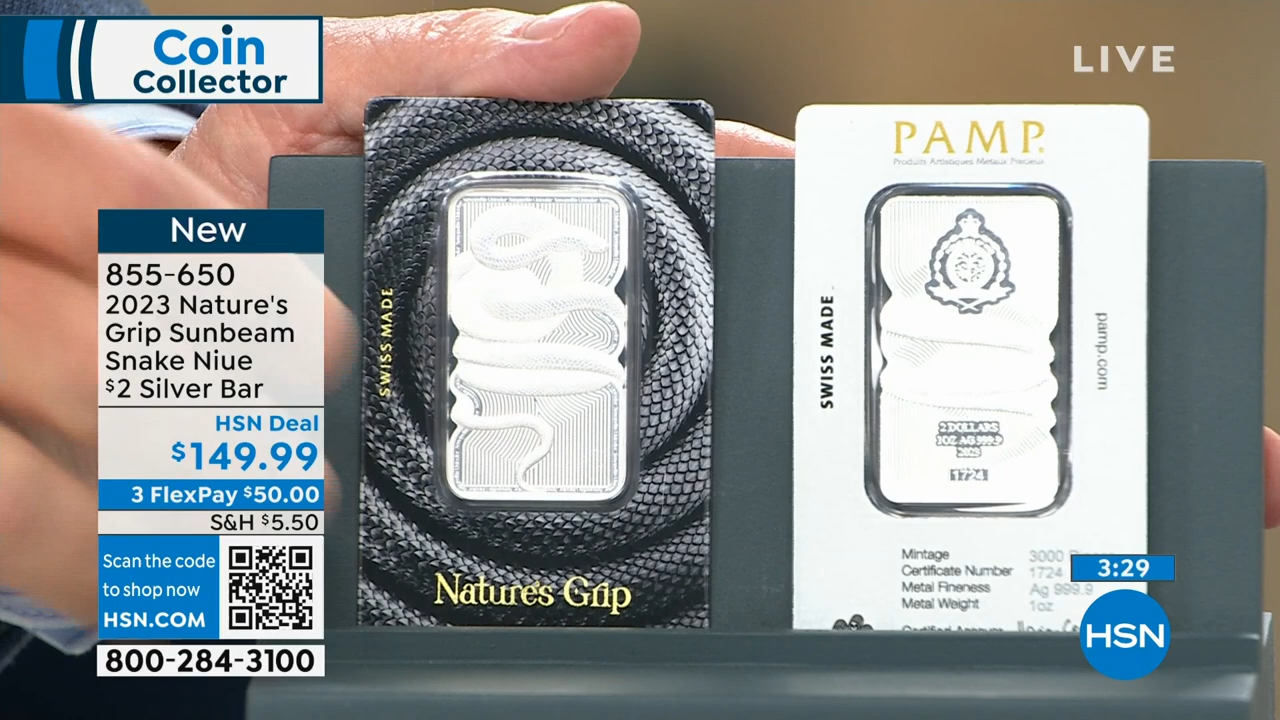 Coin
Collector
LIVE
New
855-650
2023 Nature's
Grip Sunbeam
Snake Niue
$2 Silver Bar
HSN Deal
$149.99
3 FlexPay $50.00
S&H $5.50
Scan the code
to shop now
HSN.COM
800-284-3100
SWISS MADE
Nature's Grip
PAMP
Produits Artistiques Métaux Précieux
SWISS MADE
pamp.com
2 DOLLARS
1OZ AG 999.9
2023
1724
Mintage 3000
Certificate Number 1724
Metal Fineness Ag 999.9
Metal Weight 1oz
3:29
HSN